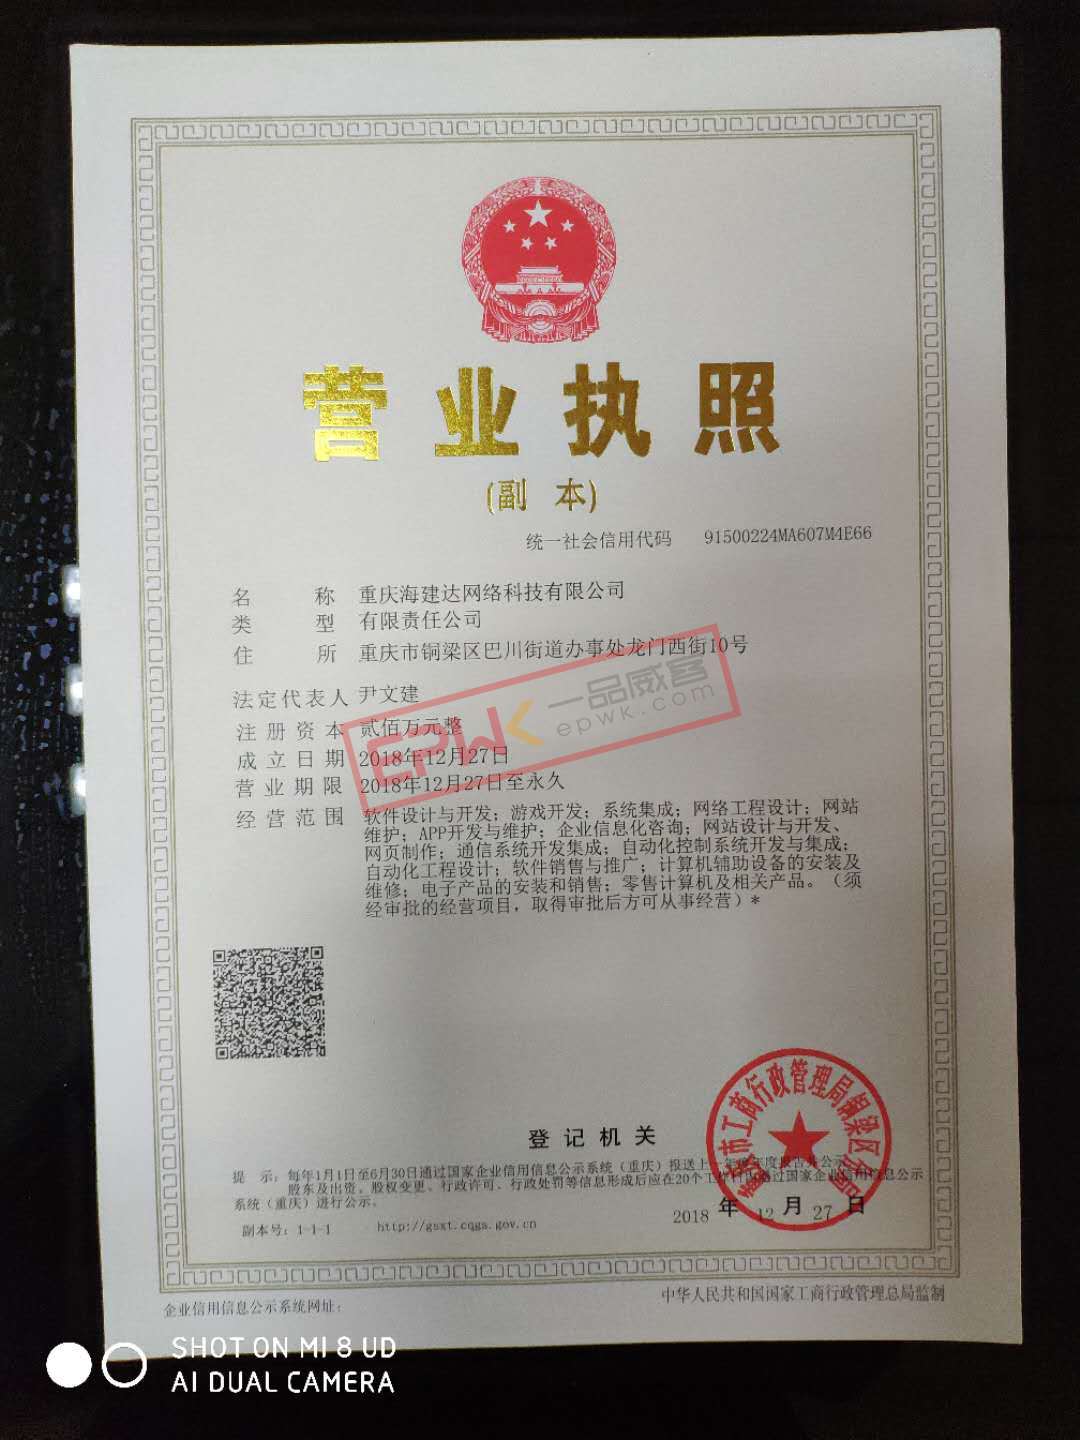 营业执照
(副 本)
统一社会信用代码 91500224MA607M4E66
名 称 重庆海建达网络科技有限公司
类 型 有限责任公司
住 所 重庆市铜梁区巴川街道办事处龙门西街10号
法定代表人 尹文建
注册资本 贰佰万元整
成立日期 2018年12月27日
营业期限 2018年12月27日至永久
经营范围 软件设计与开发;游戏开发;系统集成;网络工程设计;网站
维护;APP开发与维护;企业信息化咨询;网站设计与开发、
网页制作;通信系统开发集成;自动化控制系统开发与集成;
自动化工程设计;软件销售与推广;计算机辅助设备的安装及
维修;电子产品的安装和销售;零售计算机及相关产品。(须
经审批的经营项目,取得审批后方可从事经营)*
EPWK 一品威客
epwk.com
登记机关
重庆市工商行政管理局铜梁区分局
提 示:每年1月1日至6月30日通过国家企业信用信息公示系统(重庆)报送上一年度年度报告并公示
股东及出资、股权变更、行政许可、行政处罚等信息形成后应在20个工作日内通过国家企业信用信息公示
系统(重庆)进行公示。
2018 年 12 月 27 日
副本号:1-1-1 http://gsxt.cqga.gov.cn
企业信用信息公示系统网址:
中华人民共和国国家工商行政管理总局监制
SHOT ON MI 8 UD
AI DUAL CAMERA